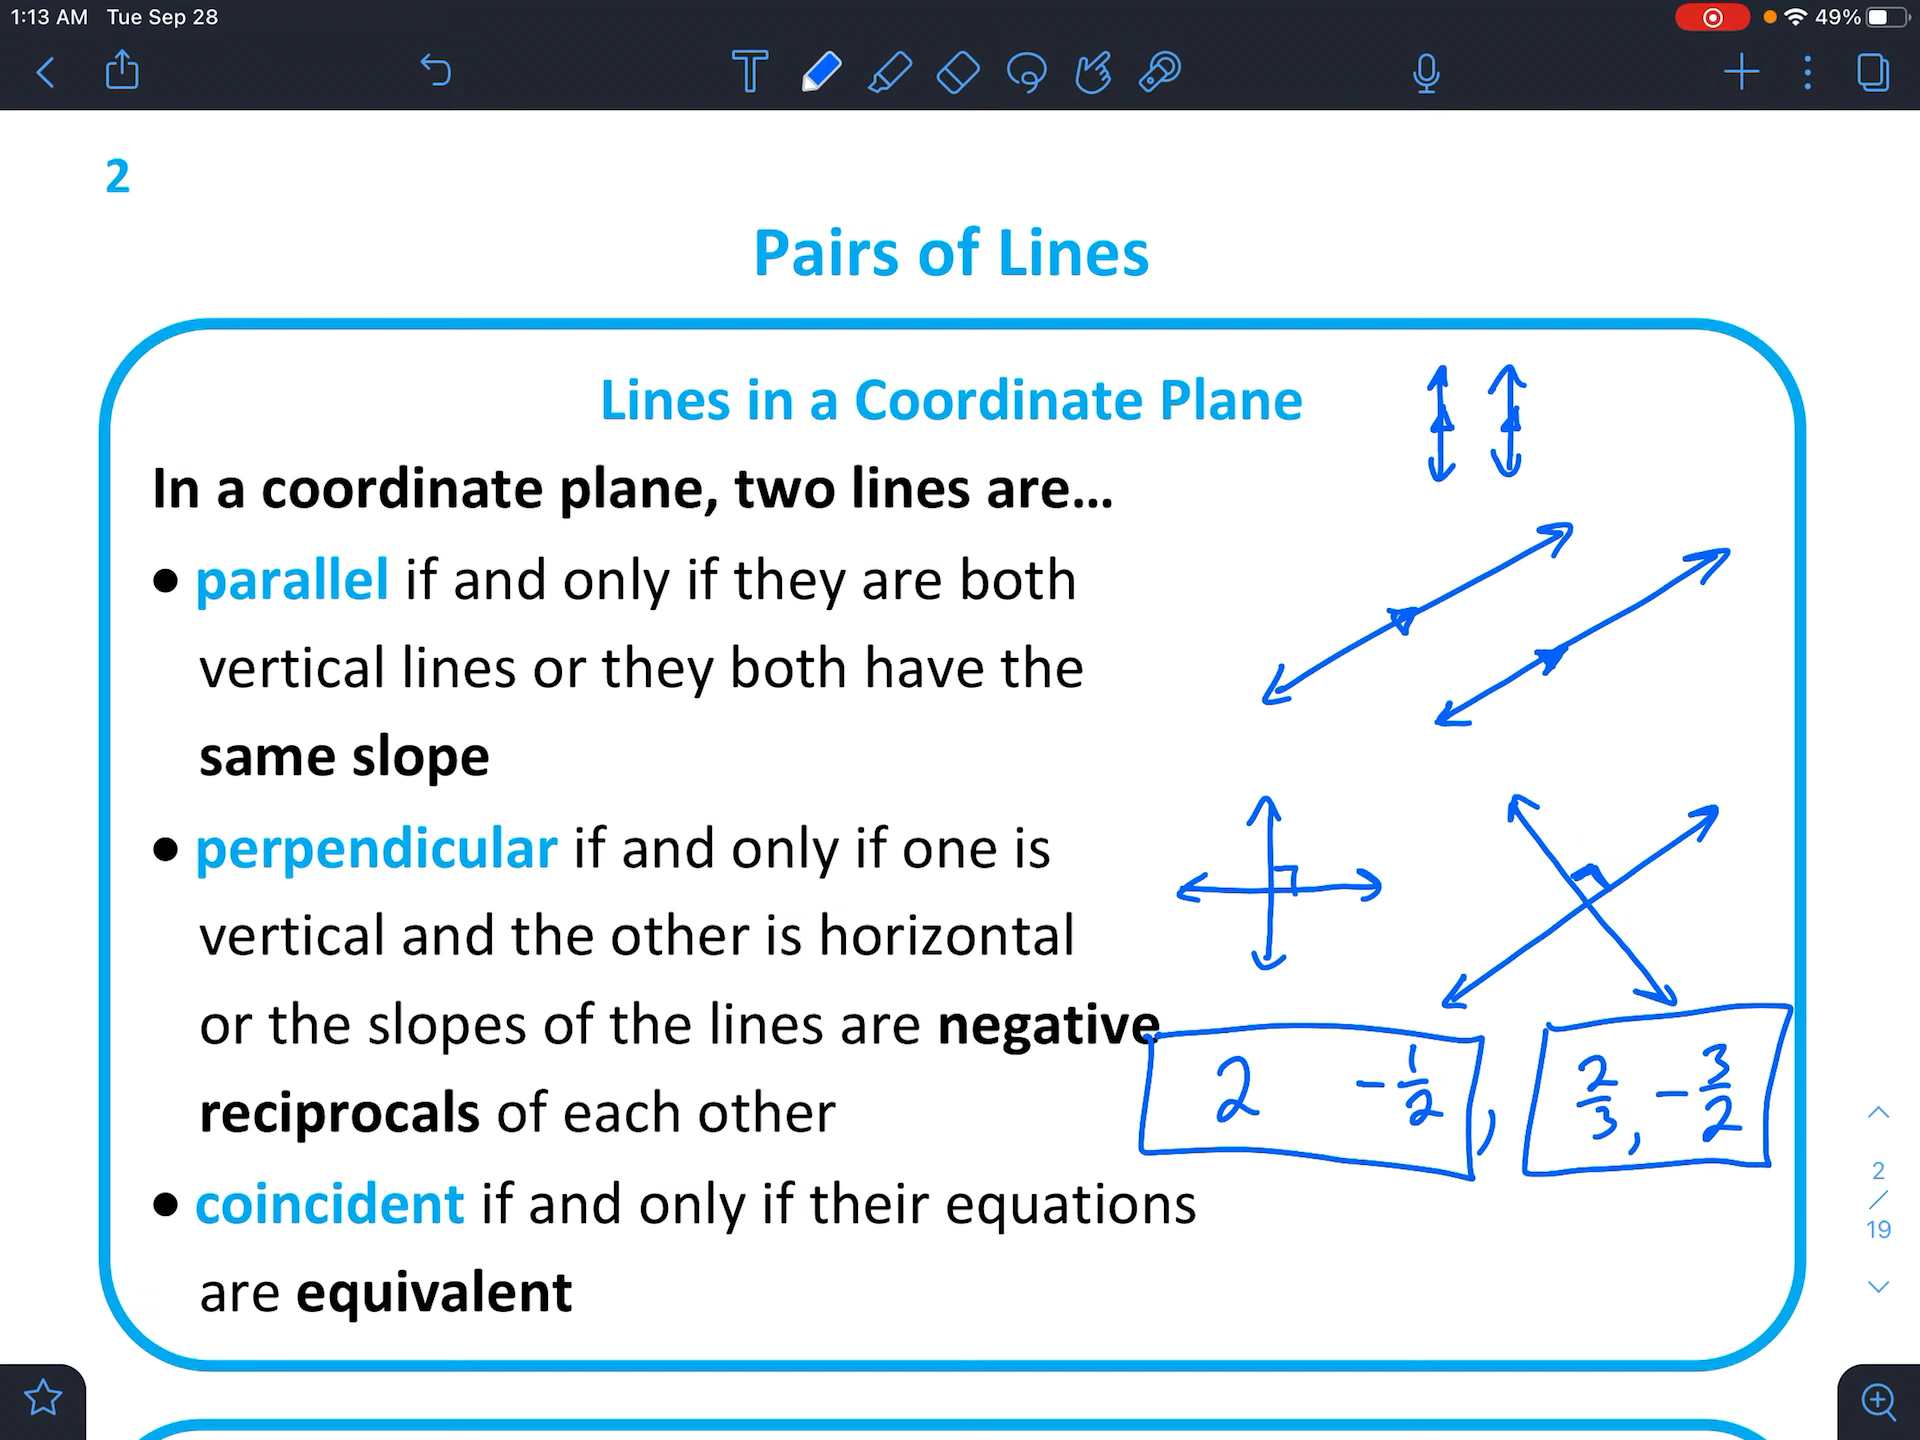 1:13 AM Tue Sep 28
49%
T
2
Pairs of Lines
Lines in a Coordinate Plane
In a coordinate plane, two lines are...
• parallel if and only if they are both
vertical lines or they both have the
same slope
• perpendicular if and only if one is
vertical and the other is horizontal
or the slopes of the lines are negative
reciprocals of each other
2 -1/2, 2/3, -3/2
• coincident if and only if their equations
are equivalent
2
/
19